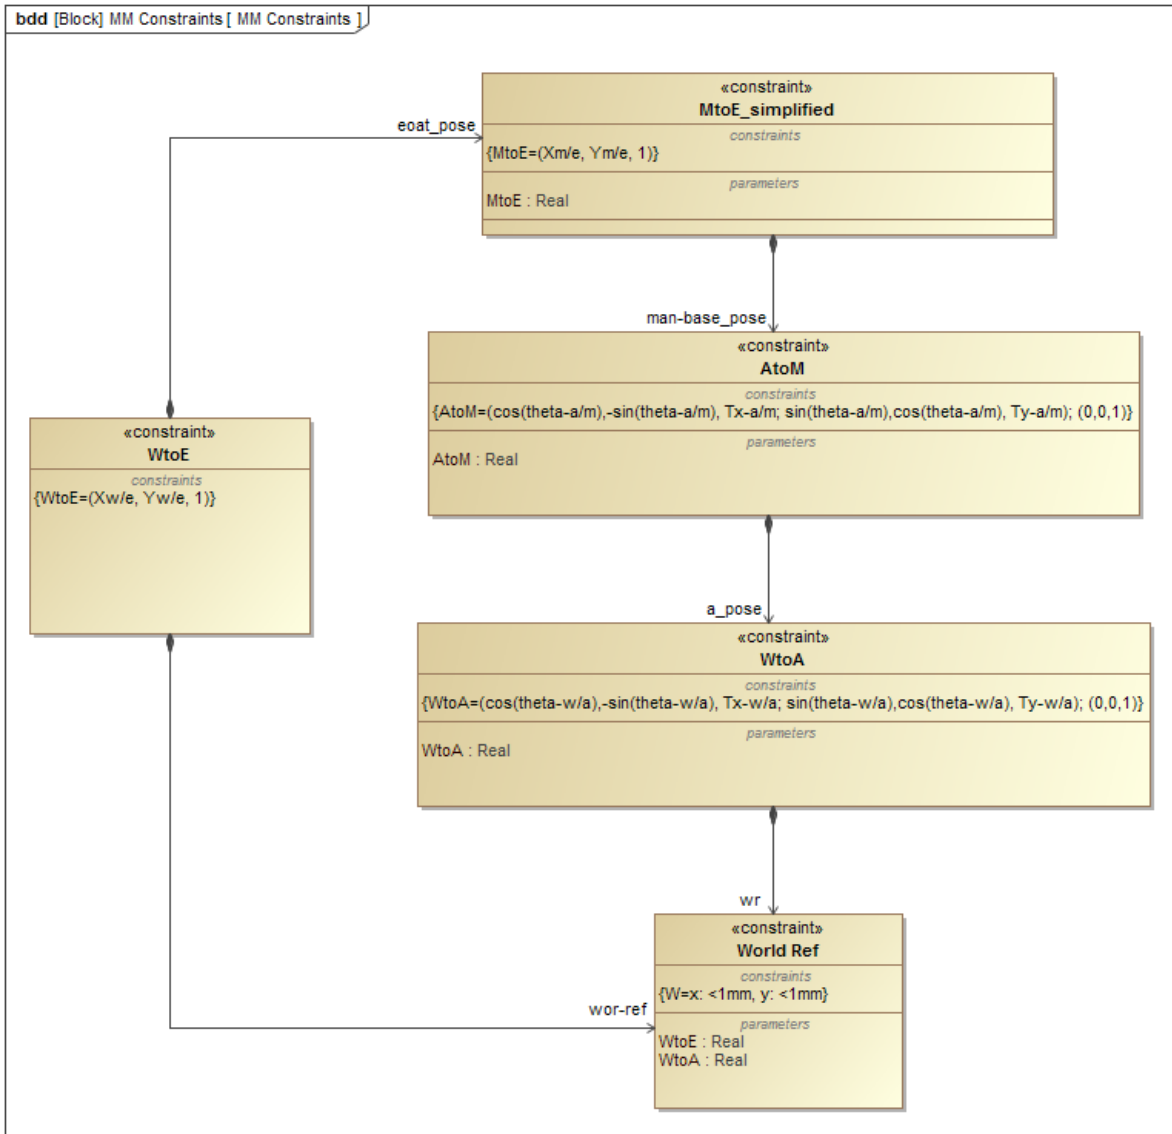 bdd [Block] MM Constraints [ MM Constraints ]
«constraint»
MtoE_simplified
constraints
{MtoE=(Xm/e, Ym/e, 1)}
parameters
MtoE : Real
eoat_pose
man-base_pose
«constraint»
AtoM
constraints
{AtoM=(cos(theta-a/m),-sin(theta-a/m), Tx-a/m; sin(theta-a/m),cos(theta-a/m), Ty-a/m); (0,0,1)}
parameters
AtoM : Real
«constraint»
WtoE
constraints
{WtoE=(Xw/e, Yw/e, 1)}
a_pose
«constraint»
WtoA
constraints
{WtoA=(cos(theta-w/a),-sin(theta-w/a), Tx-w/a; sin(theta-w/a),cos(theta-w/a), Ty-w/a); (0,0,1)}
parameters
WtoA : Real
wr
«constraint»
World Ref
constraints
{W=x: <1mm, y: <1mm}
wor-ref
parameters
WtoE : Real
WtoA : Real